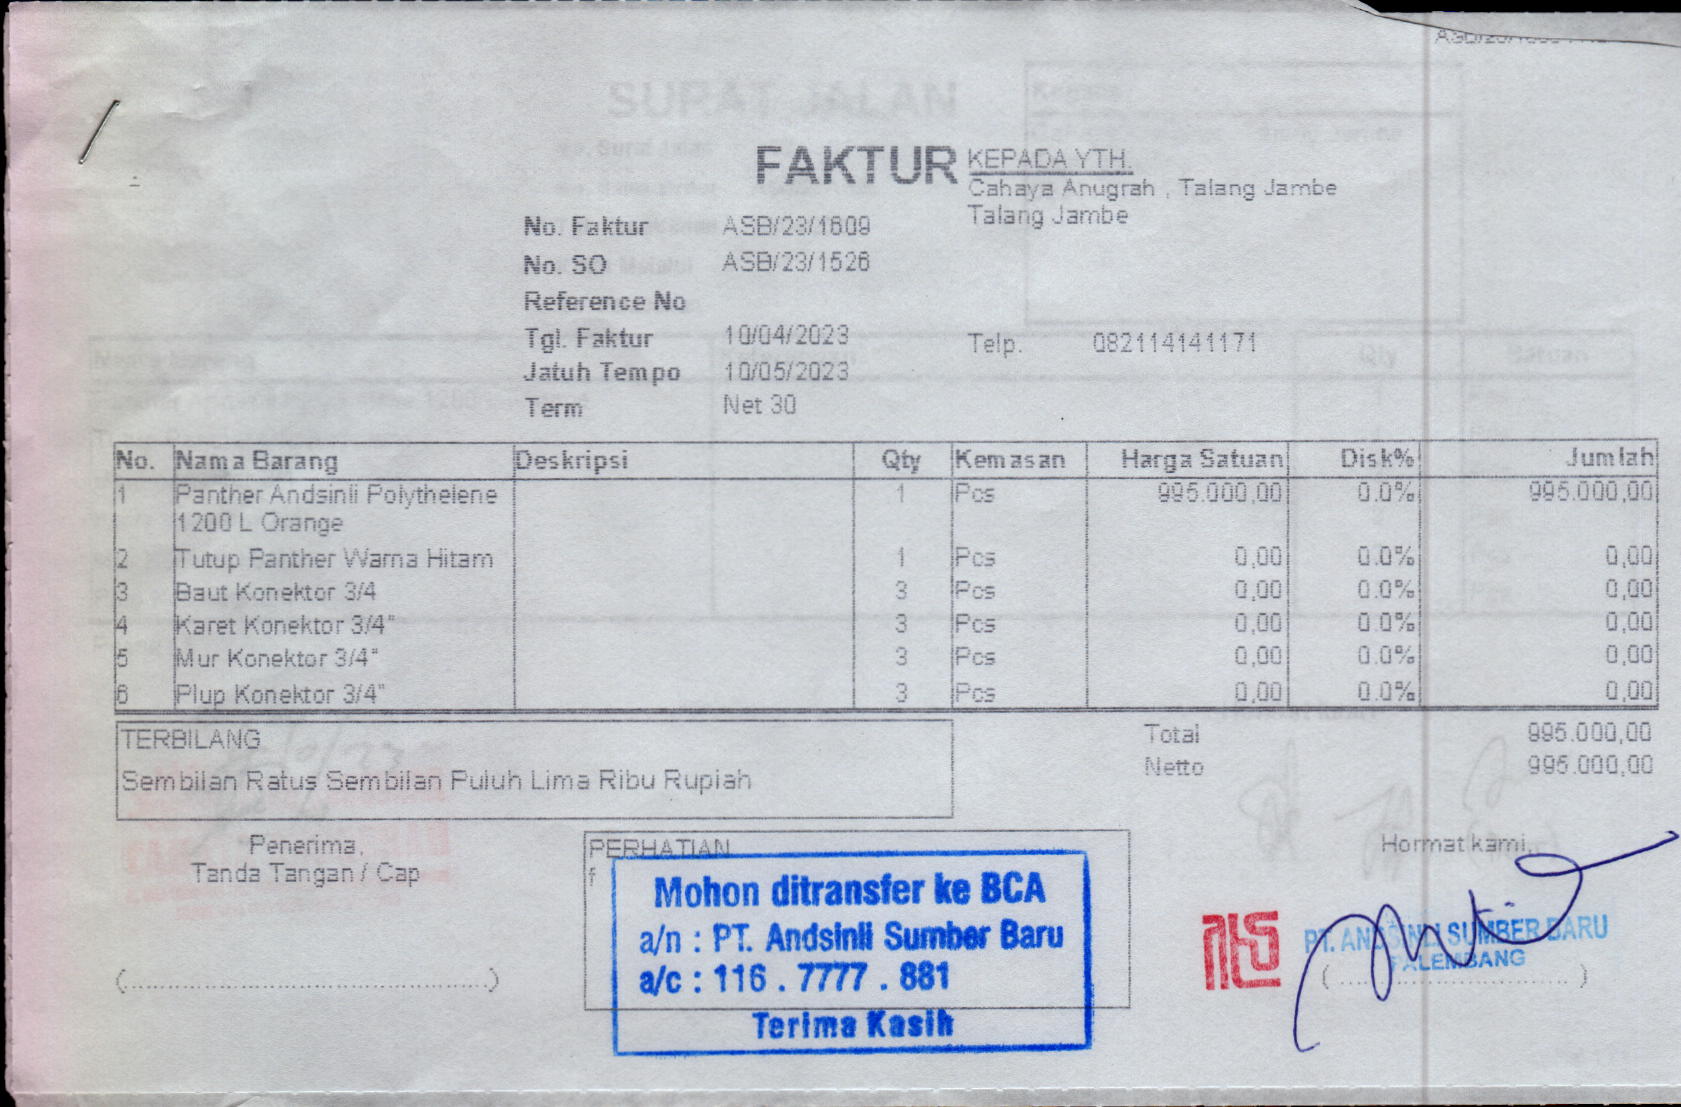 SURAT JALAN
FAKTUR
KEPADA YTH.
Cahaya Anugrah , Talang Jambe
Talang Jambe
No. Faktur ASB/23/1609
No. SO ASB/23/1526
Reference No
Tgl. Faktur 10/04/2023
Telp. 082114141171
Jatuh Tempo 10/05/2023
Term Net 30
No. Nama Barang Deskripsi Qty Kemasan Harga Satuan Disk% Jumlah
1 Panther Andsinli Polythelene 1 Pcs 995.000,00 0.0% 995.000,00
1200 L Orange
2 Tutup Panther Warna Hitam 1 Pcs 0,00 0.0% 0,00
3 Baut Konektor 3/4 3 Pcs 0,00 0.0% 0,00
4 Karet Konektor 3/4" 3 Pcs 0,00 0.0% 0,00
5 Mur Konektor 3/4" 3 Pcs 0,00 0.0% 0,00
6 Plup Konektor 3/4" 3 Pcs 0,00 0.0% 0,00
TERBILANG
Sembilan Ratus Sembilan Puluh Lima Ribu Rupiah
Total 995.000,00
Netto 995.000,00
Penerima,
Tanda Tangan / Cap
PERHATIAN
f
Mohon ditransfer ke BCA
a/n : PT. Andsinli Sumber Baru
a/c : 116 . 7777 . 881
Terima Kasih
Hormat kami,
PT. ANDSINLI SUMBER BARU
PALEMBANG